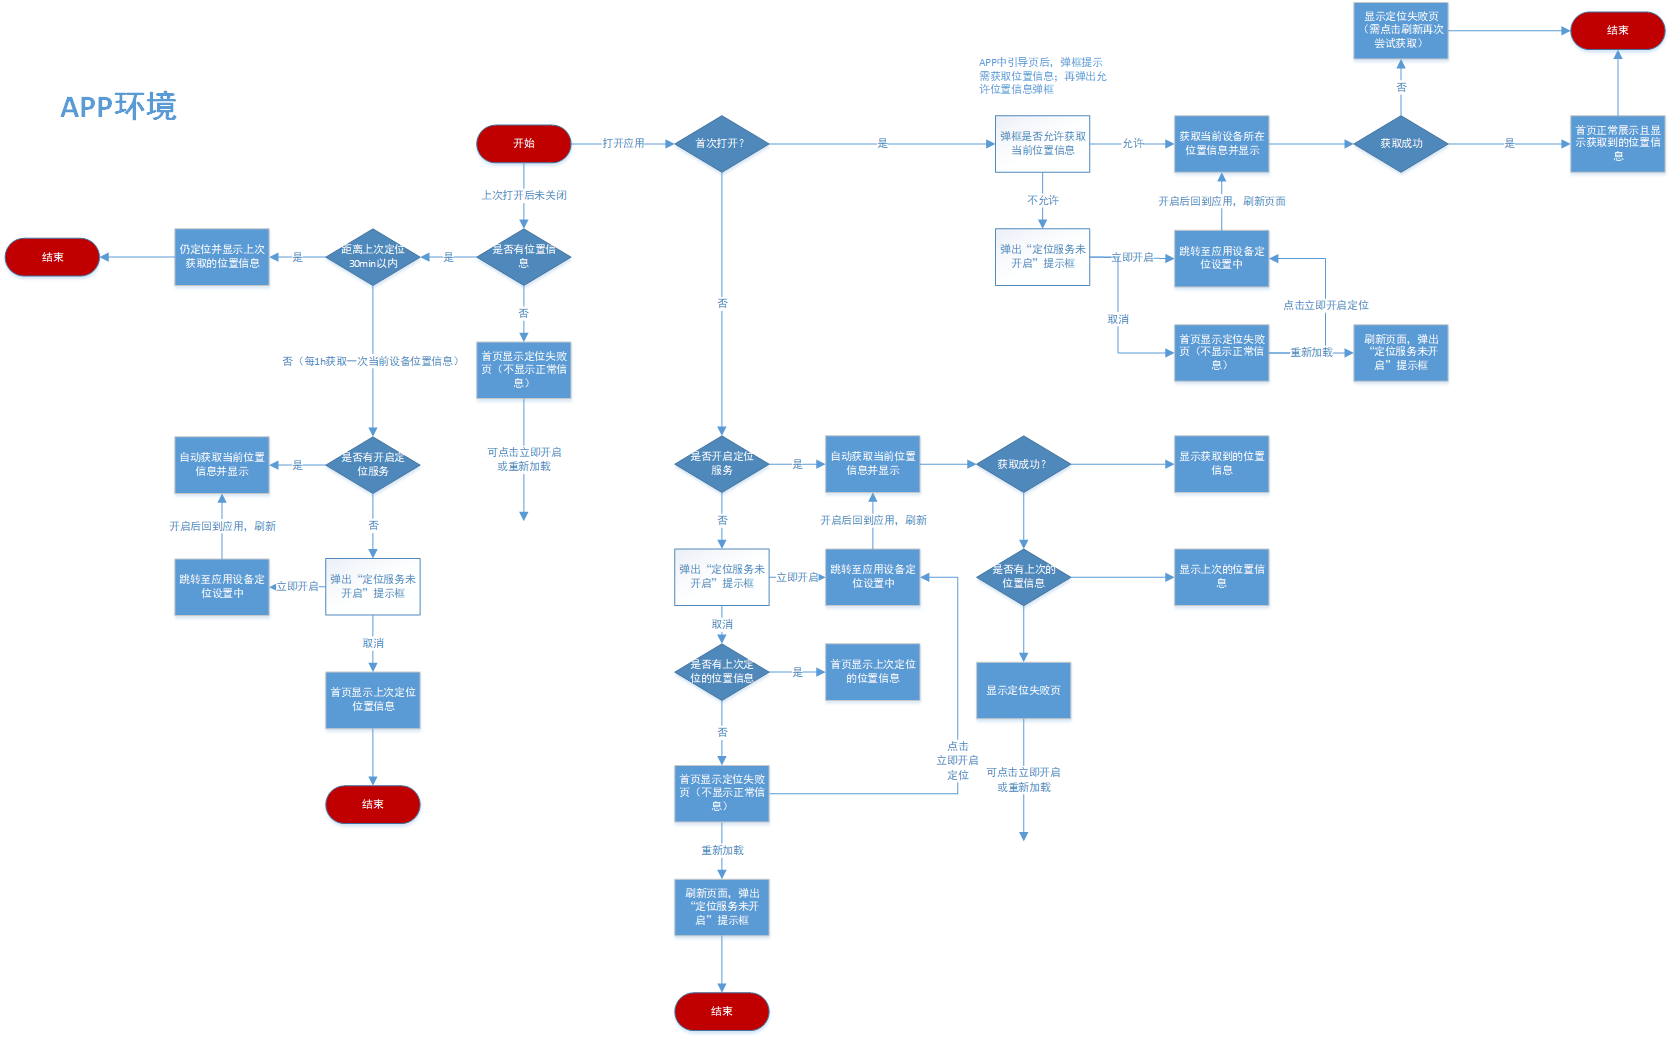 APP环境
显示定位失败页
（需点击刷新再次
尝试获取）
结束
否
APP中引导页后，弹框提示
需获取位置信息；再弹出允
许位置信息弹框
开始
打开应用
首次打开？
是
弹框是否允许获取
当前位置信息
允许
获取当前设备所在
位置信息并显示
获取成功
是
首页正常展示且显
示获取到的位置信
息
上次打开后未关闭
不允许
开启后回到应用，刷新页面
结束
仍定位并显示上次
获取的位置信息
是
距离上次定位
30min以内
是
是否有位置信
息
弹出“定位服务未
开启”提示框
立即开启
跳转至应用设备定
位设置中
否
否
取消
点击立即开启定位
否（每1h获取一次当前设备位置信息）
首页显示定位失败
页（不显示正常信
息）
首页显示定位失败
页（不显示正常信
息）
重新加载
刷新页面，弹出
“定位服务未开
启”提示框
可点击立即开启
或重新加载
自动获取当前位置
信息并显示
是
是否有开启定
位服务
是否开启定位
服务
是
自动获取当前位置
信息并显示
获取成功？
显示获取到的位置
信息
开启后回到应用，刷新
否
否
开启后回到应用，刷新
跳转至应用设备定
位设置中
立即开启
弹出“定位服务未
开启”提示框
弹出“定位服务未
开启”提示框
立即开启
跳转至应用设备定
位设置中
是否有上次的
位置信息
显示上次的位置信
息
取消
取消
首页显示上次定位
位置信息
是否有上次定
位的位置信息
是
首页显示上次定位
的位置信息
显示定位失败页
否
点击
立即开启
定位
可点击立即开启
或重新加载
结束
首页显示定位失败
页（不显示正常信
息）
重新加载
刷新页面，弹出
“定位服务未开
启”提示框
结束